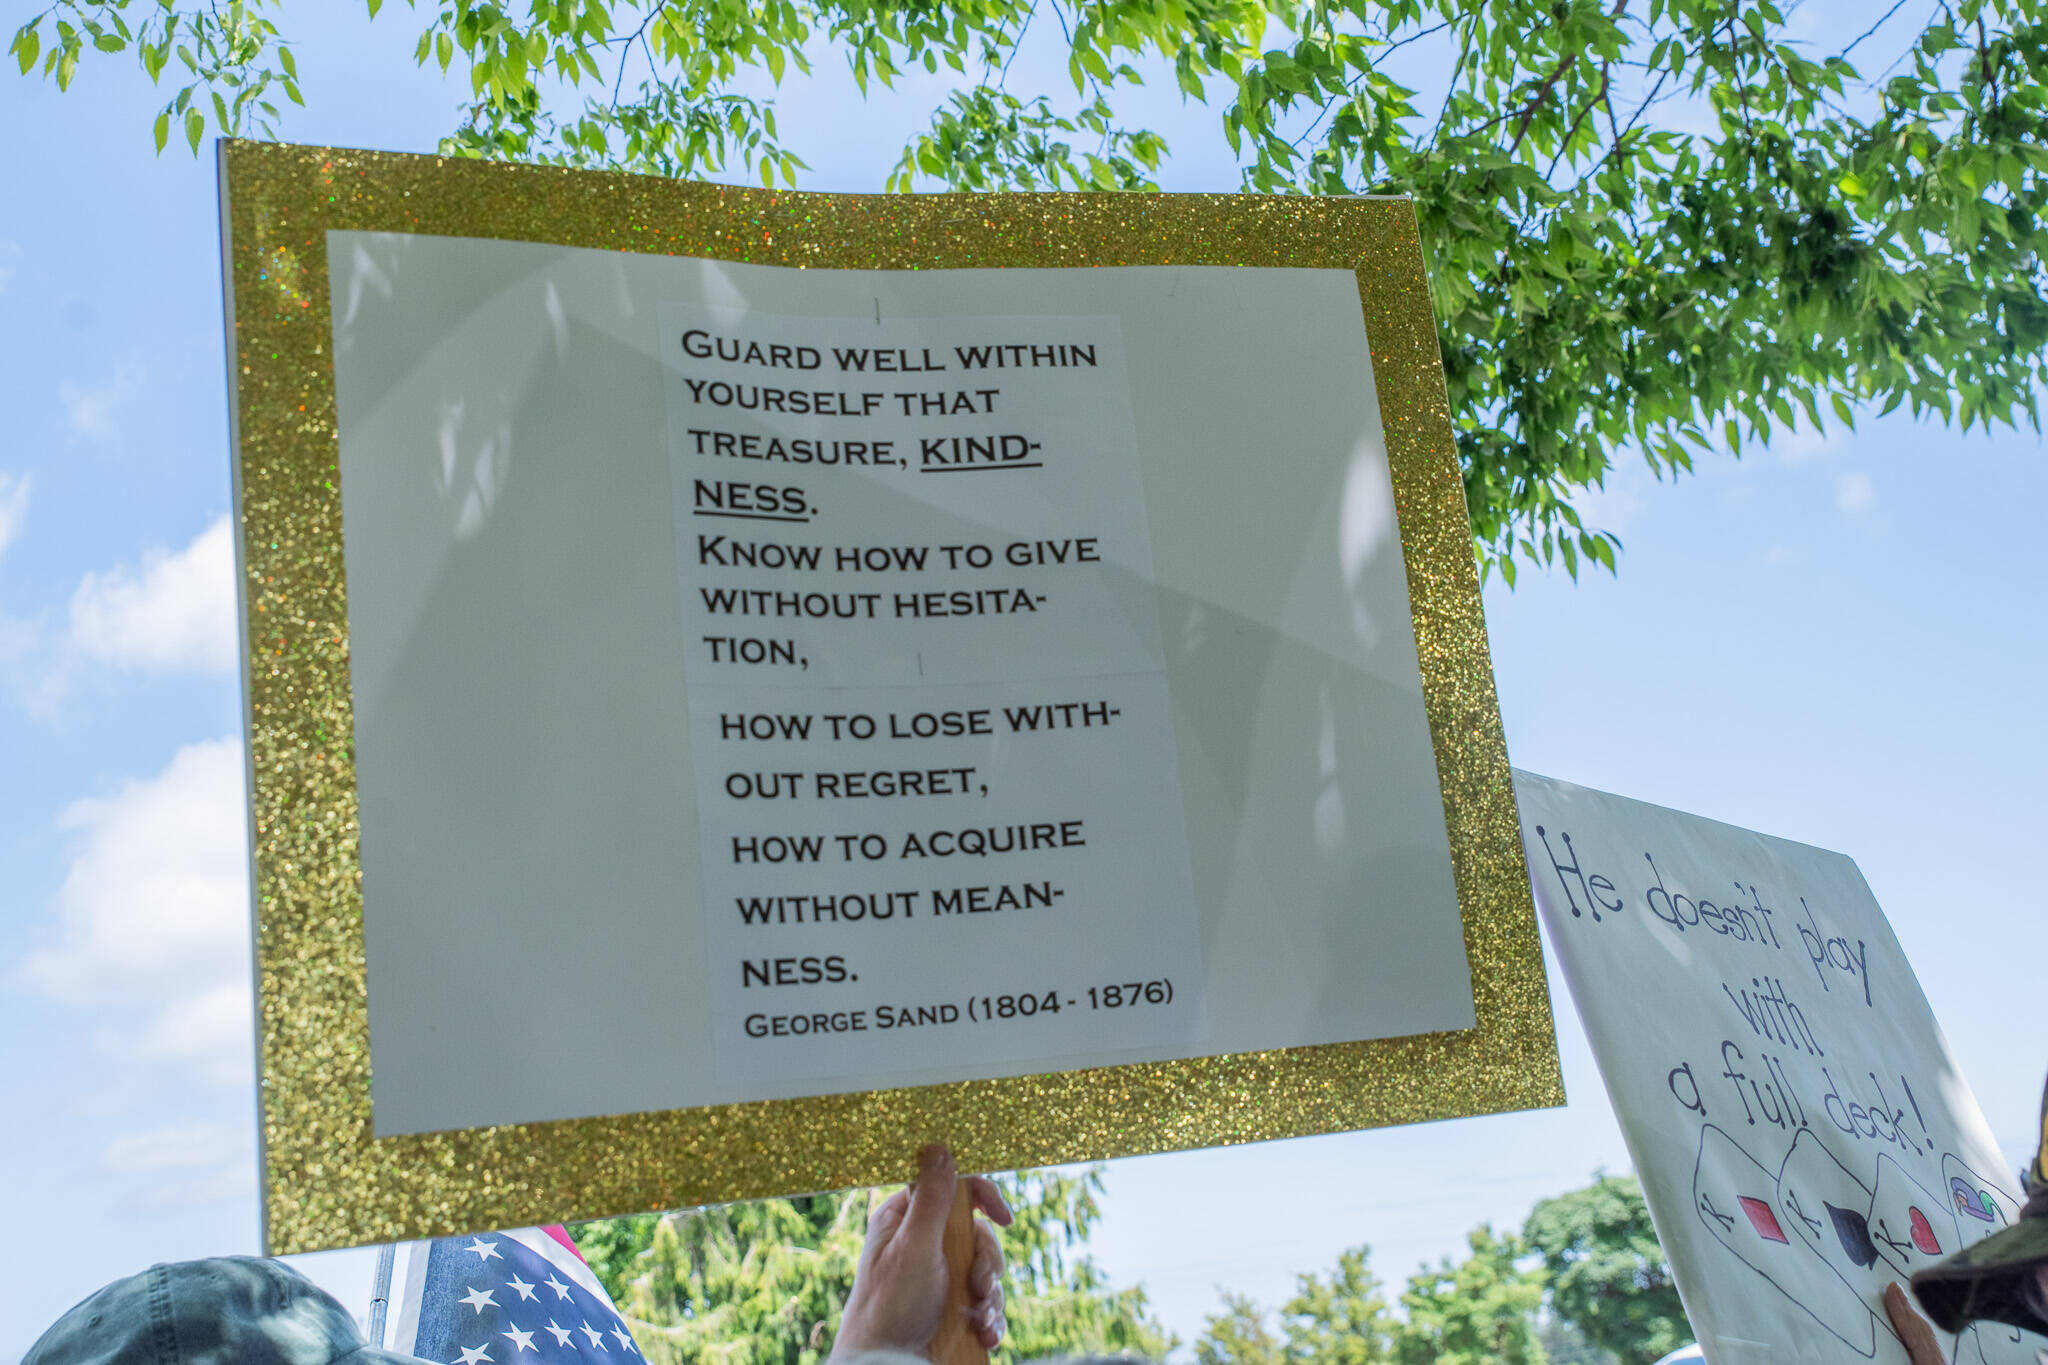 Guard well within
yourself that
treasure, kind-
ness.
Know how to give
without hesita-
tion,
how to lose with-
out regret,
how to acquire
without mean-
ness.
George Sand (1804 - 1876)
He doesn't play
with
a full deck!
K K K